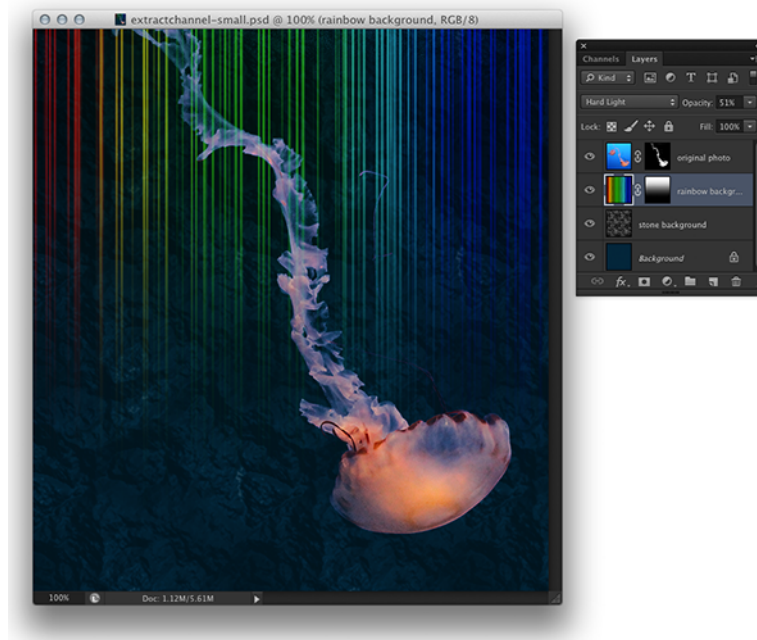 extractchannel-small.psd @ 100% (rainbow background, RGB/8)
Channels Layers
Kind
Hard Light Opacity: 51%
Lock: Fill: 100%
original photo
rainbow backgr...
stone background
Background
fx
100% Doc: 1.12M/5.61M